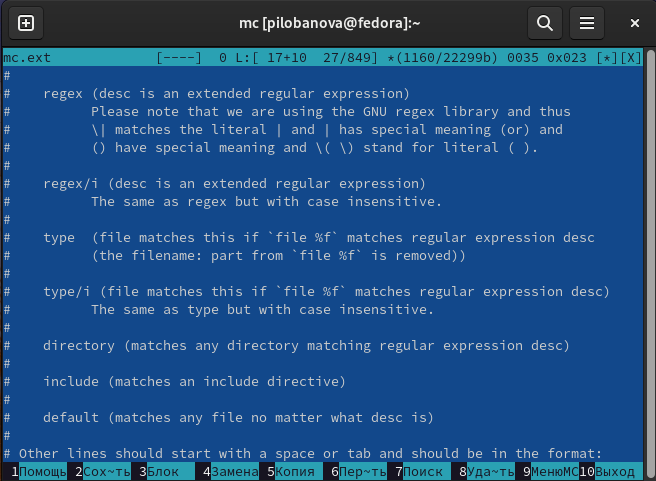 mc [pilobanova@fedora]:~
mc.ext [----] 0 L:[ 17+10 27/849] *(1160/22299b) 0035 0x023 [*][X]
#
# regex (desc is an extended regular expression)
# Please note that we are using the GNU regex library and thus
# \| matches the literal | and | has special meaning (or) and
# () have special meaning and \( \) stand for literal ( ).
#
# regex/i (desc is an extended regular expression)
# The same as regex but with case insensitive.
#
# type (file matches this if `file %f` matches regular expression desc
# (the filename: part from `file %f` is removed))
#
# type/i (file matches this if `file %f` matches regular expression desc)
# The same as type but with case insensitive.
#
# directory (matches any directory matching regular expression desc)
#
# include (matches an include directive)
#
# default (matches any file no matter what desc is)
#
# Other lines should start with a space or tab and should be in the format:
1Помощь 2Сох~ть 3Блок 4Замена 5Копия 6Пер~ть 7Поиск 8Уда~ть 9МенюМС10Выход